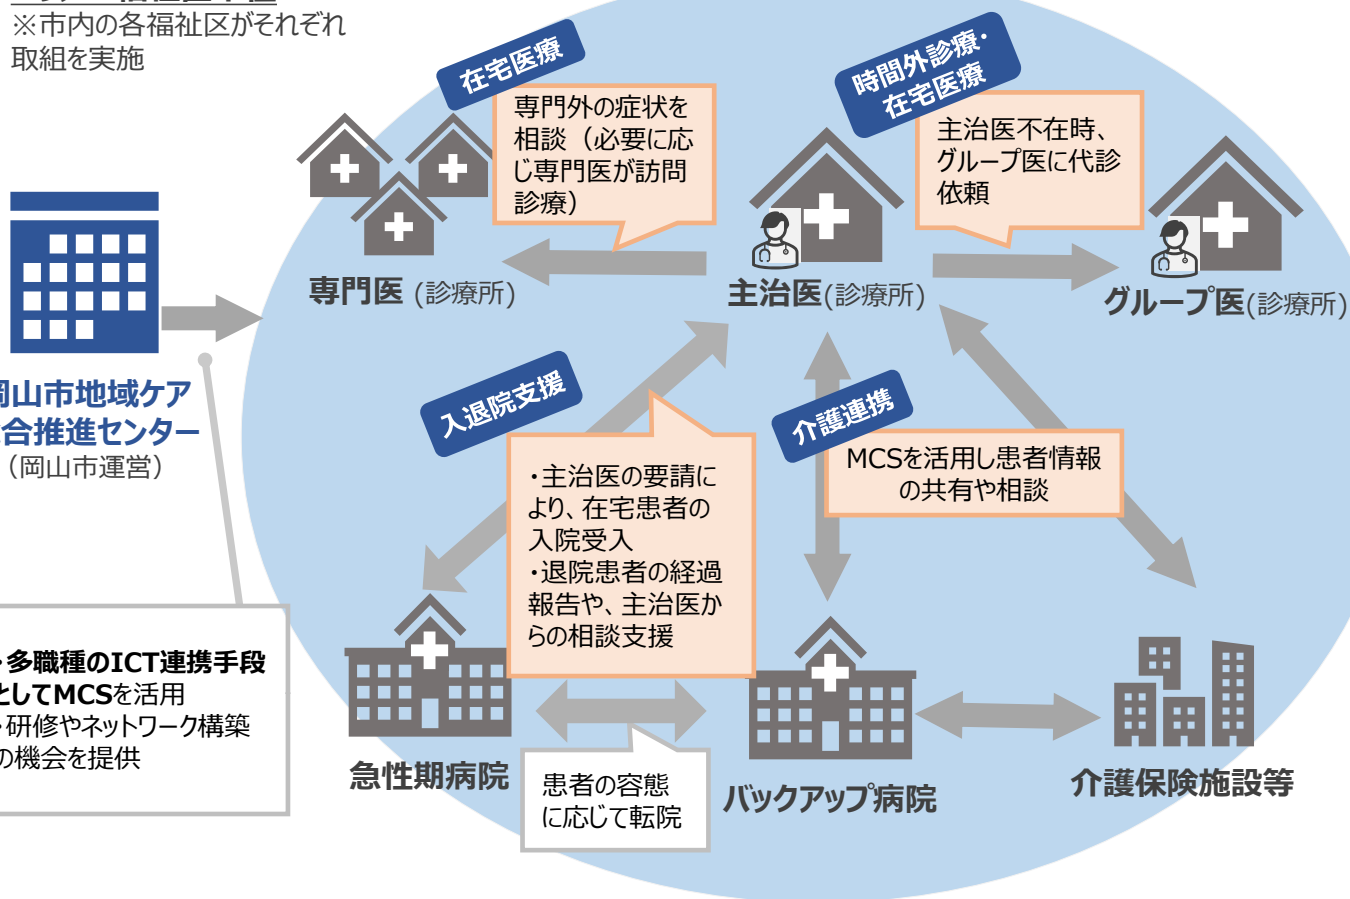 ※市内の各福祉区がそれぞれ
取組を実施
在宅医療
専門外の症状を
相談（必要に応
じ専門医が訪問
診療）
時間外診療・
在宅医療
主治医不在時、
グループ医に代診
依頼
専門医 (診療所)
主治医(診療所)
グループ医(診療所)
岡山市地域ケア
合推進センター
（岡山市運営）
入退院支援
・主治医の要請に
より、在宅患者の
入院受入
・退院患者の経過
報告や、主治医か
らの相談支援
介護連携
MCSを活用し患者情報
の共有や相談
・多職種のICT連携手段
としてMCSを活用
・研修やネットワーク構築
の機会を提供
急性期病院
患者の容態
に応じて転院
バックアップ病院
介護保険施設等